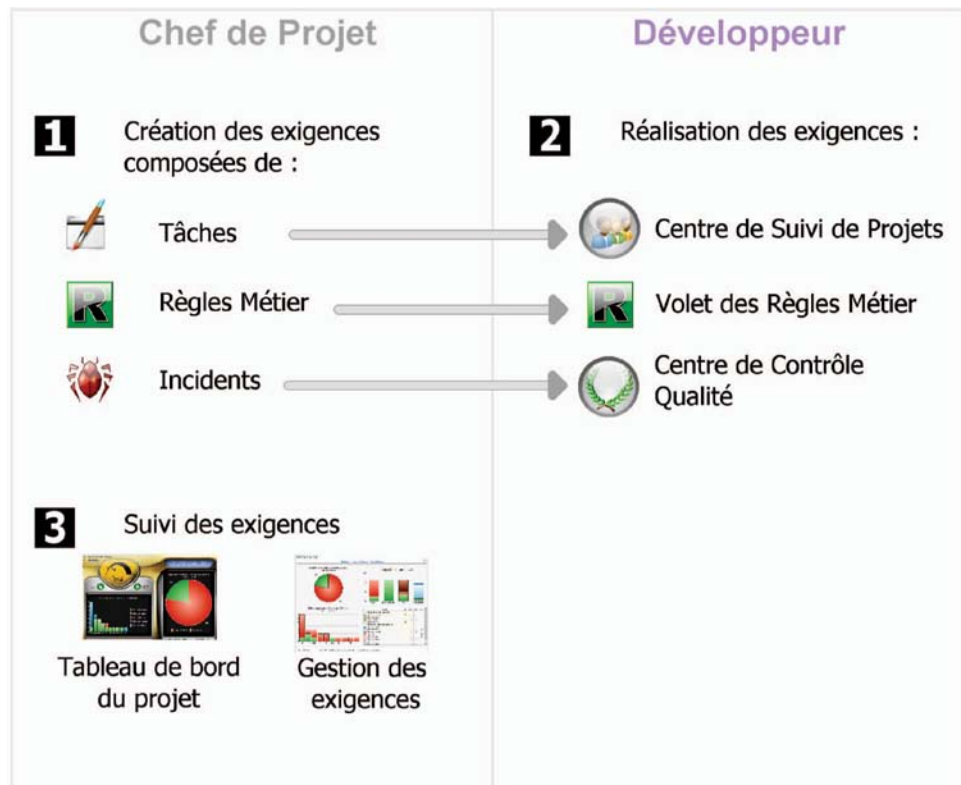 Chef de Projet
Développeur
1
Création des exigences
composées de :
Tâches
Règles Métier
Incidents
2
Réalisation des exigences :
Centre de Suivi de Projets
R
R
Volet des Règles Métier
Centre de Contrôle
Qualité
3
Suivi des exigences
Tableau de bord
du projet
Gestion des
exigences